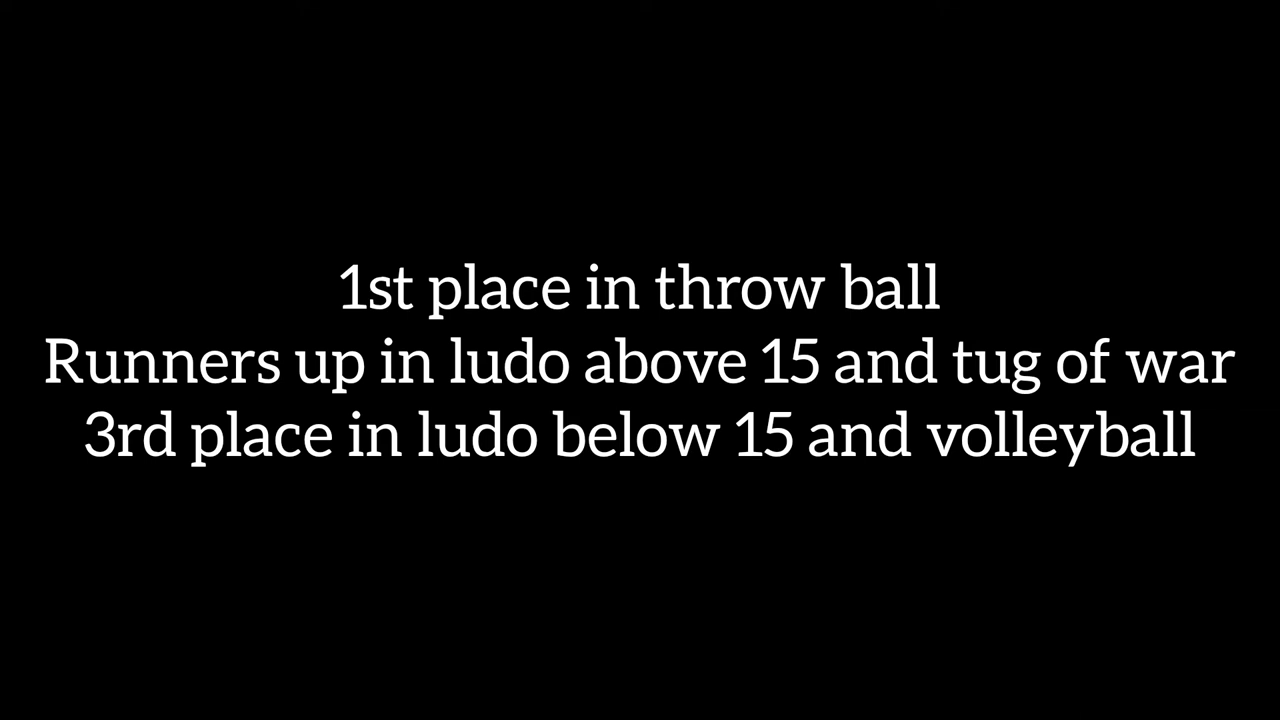 1st place in throw ball
Runners up in ludo above 15 and tug of war
3rd place in ludo below 15 and volleyball